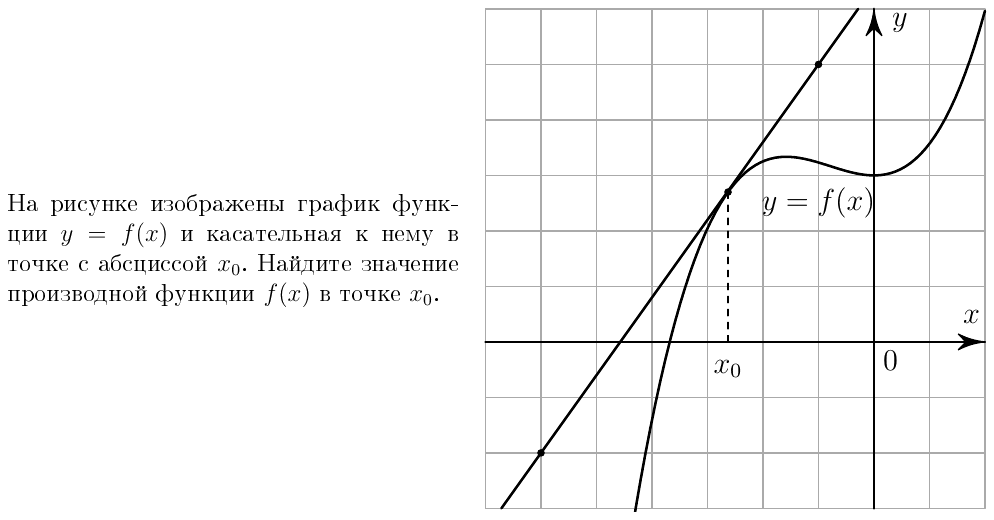 На рисунке изображены график функ-
ции y = f(x) и касательная к нему в
точке с абсциссой x₀. Найдите значение
производной функции f(x) в точке x₀.
y
y = f(x)
x
x₀
0